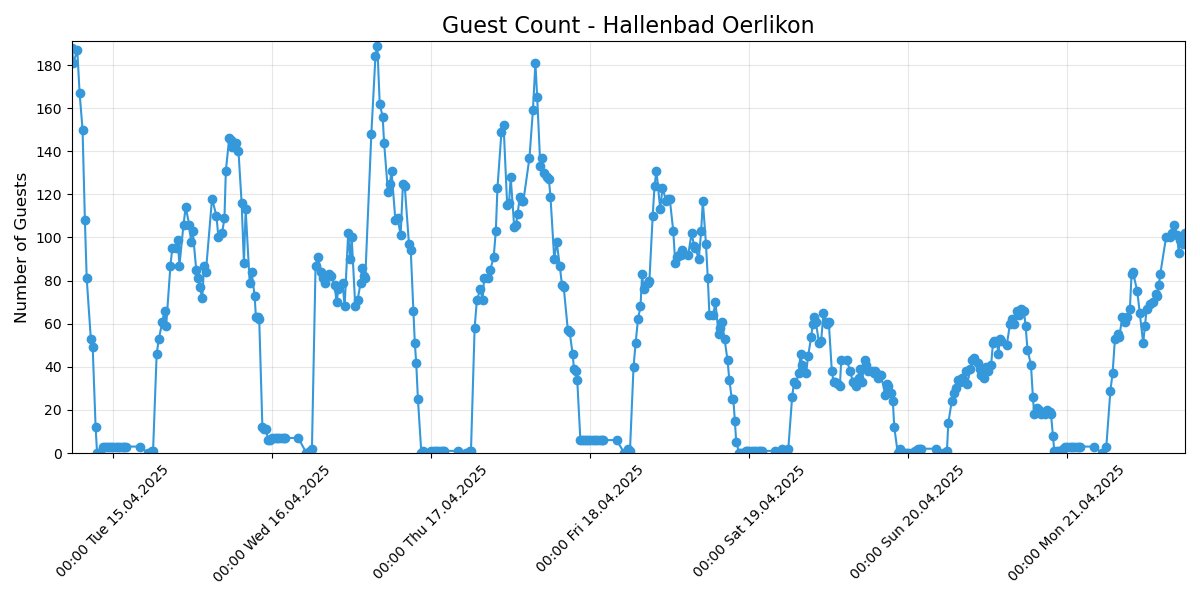 Guest Count - Hallenbad Oerlikon
Number of Guests
180
160
140
120
100
80
60
40
20
0
00:00 Tue 15.04.2025
00:00 Wed 16.04.2025
00:00 Thu 17.04.2025
00:00 Fri 18.04.2025
00:00 Sat 19.04.2025
00:00 Sun 20.04.2025
00:00 Mon 21.04.2025